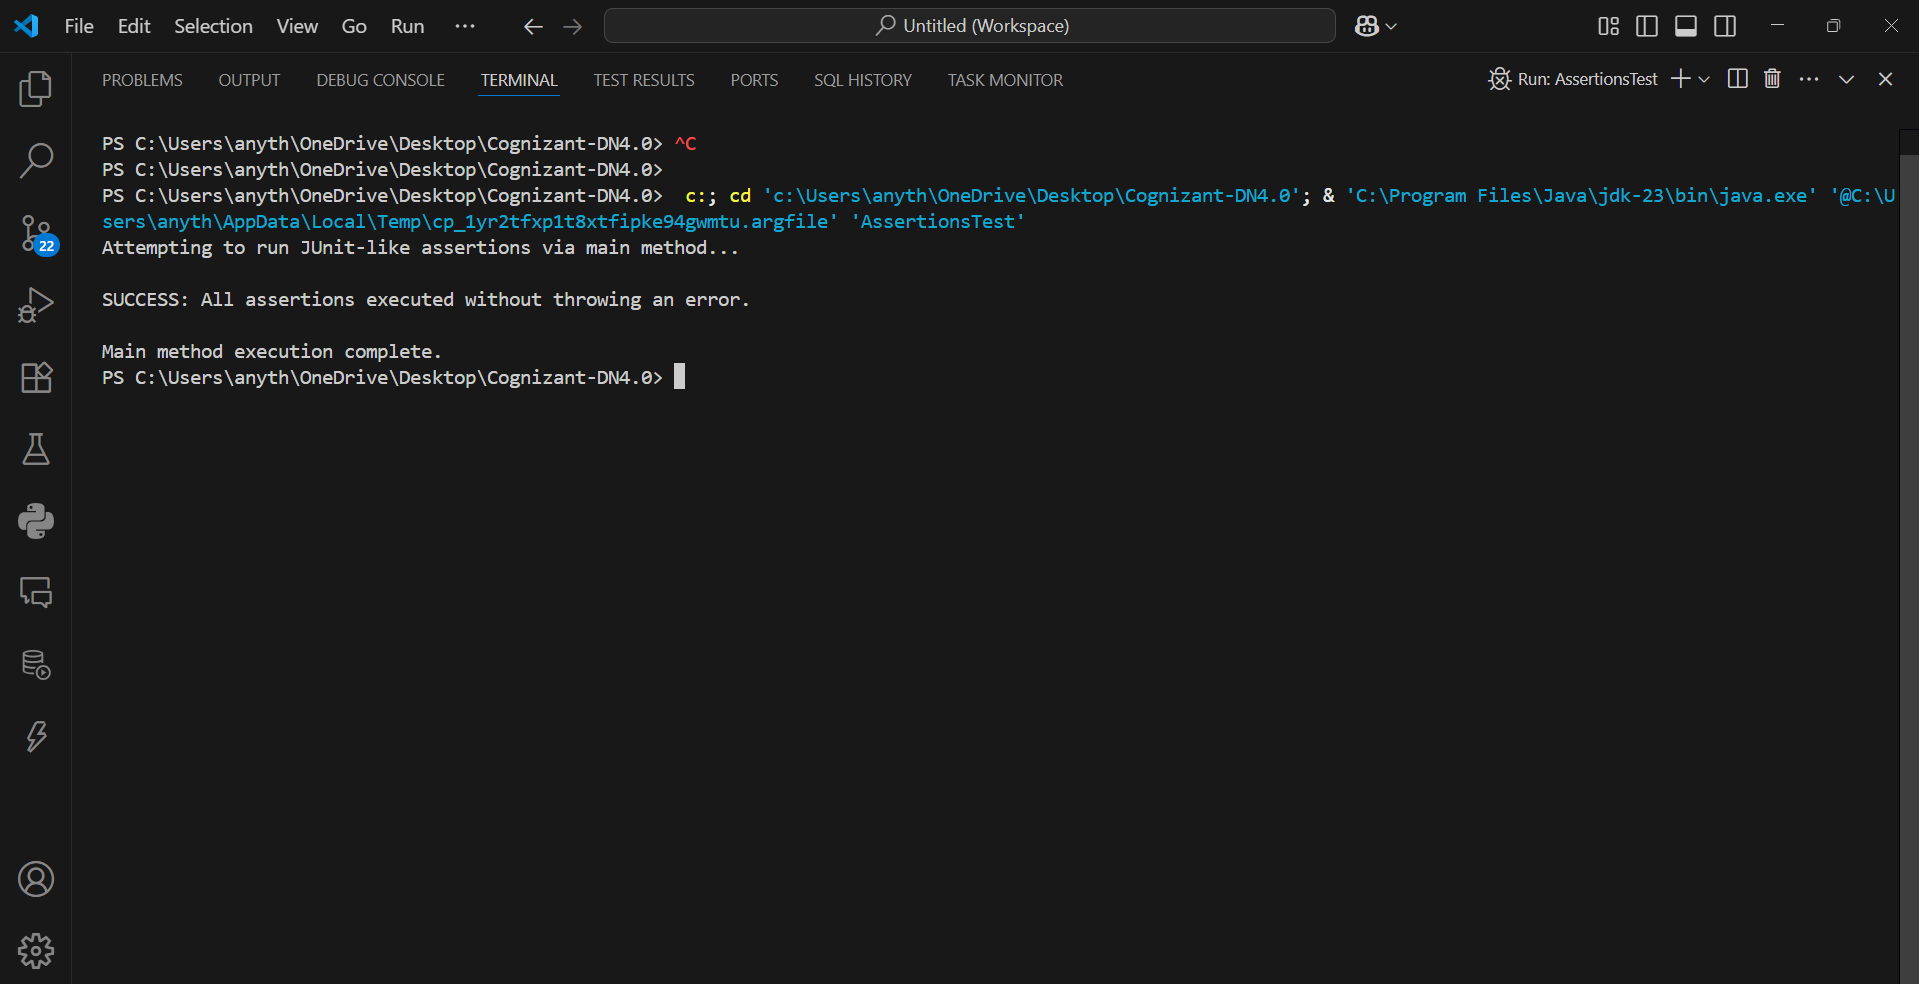 File Edit Selection View Go Run ··· Untitled (Workspace)
PROBLEMS OUTPUT DEBUG CONSOLE TERMINAL TEST RESULTS PORTS SQL HISTORY TASK MONITOR Run: AssertionsTest
PS C:\Users\anyth\OneDrive\Desktop\Cognizant-DN4.0> ^C
PS C:\Users\anyth\OneDrive\Desktop\Cognizant-DN4.0>
PS C:\Users\anyth\OneDrive\Desktop\Cognizant-DN4.0>  c:; cd 'c:\Users\anyth\OneDrive\Desktop\Cognizant-DN4.0'; & 'C:\Program Files\Java\jdk-23\bin\java.exe' '@C:\U
sers\anyth\AppData\Local\Temp\cp_1yr2tfxp1t8xtfipke94gwmtu.argfile' 'AssertionsTest'
22
Attempting to run JUnit-like assertions via main method...
SUCCESS: All assertions executed without throwing an error.
Main method execution complete.
PS C:\Users\anyth\OneDrive\Desktop\Cognizant-DN4.0>